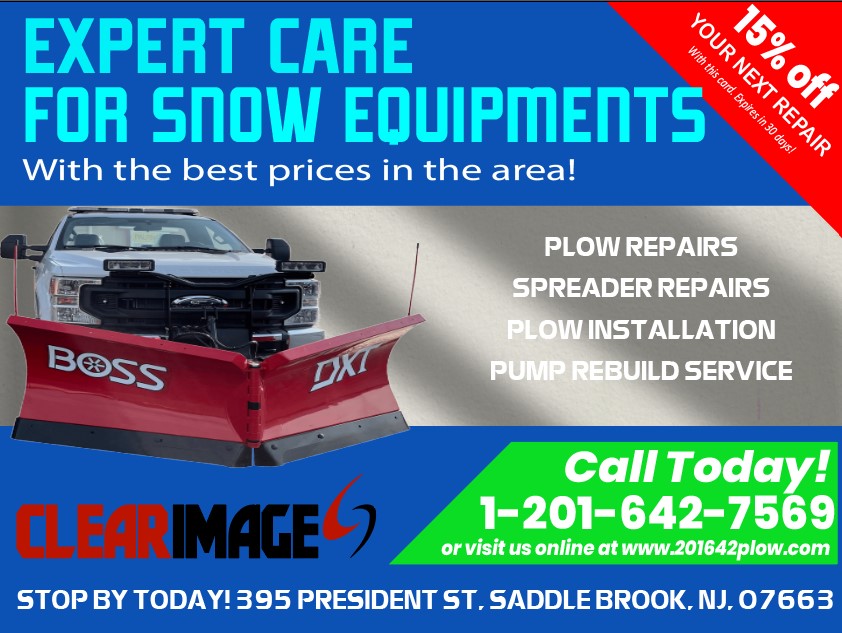 EXPERT CARE
FOR SNOW EQUIPMENTS
With the best prices in the area!
15% off
YOUR NEXT REPAIR
With this card. Expires in 30 days!
PLOW REPAIRS
SPREADER REPAIRS
PLOW INSTALLATION
PUMP REBUILD SERVICE
BOSS
DXT
Call Today!
1-201-642-7569
or visit us online at www.201642plow.com
CLEARIMAGE
STOP BY TODAY! 395 PRESIDENT ST, SADDLE BROOK, NJ, 07663